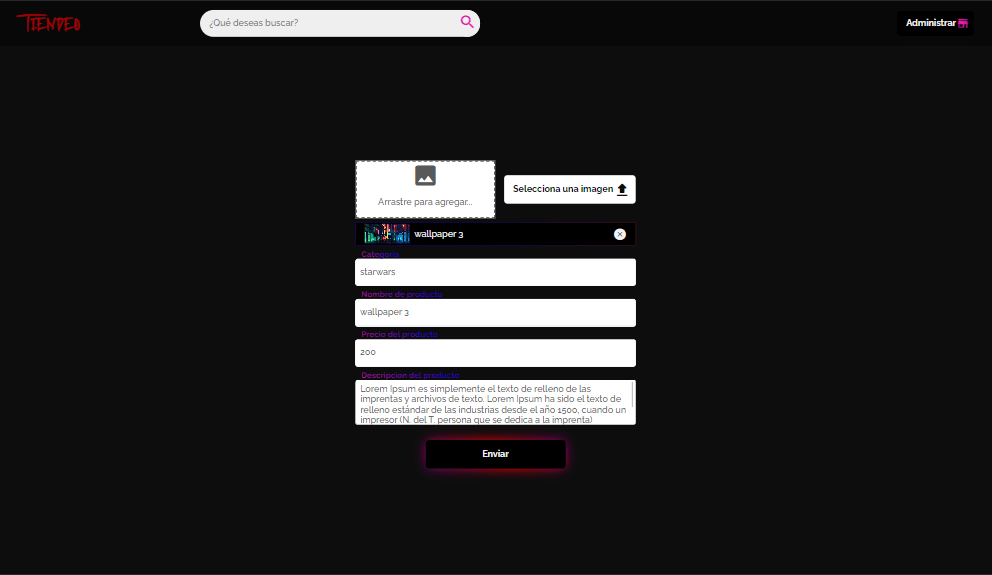 TIENDEO
¿Qué deseas buscar?
Administrar
Arrastre para agregar...
Selecciona una imagen
wallpaper 3
Categoria
starwars
Nombre de producto
wallpaper 3
Precio del producto
200
Descripcion del producto
Lorem Ipsum es simplemente el texto de relleno de las
imprentas y archivos de texto. Lorem Ipsum ha sido el texto de
relleno estándar de las industrias desde el año 1500, cuando un
impresor (N. del T. persona que se dedica a la imprenta)
Enviar